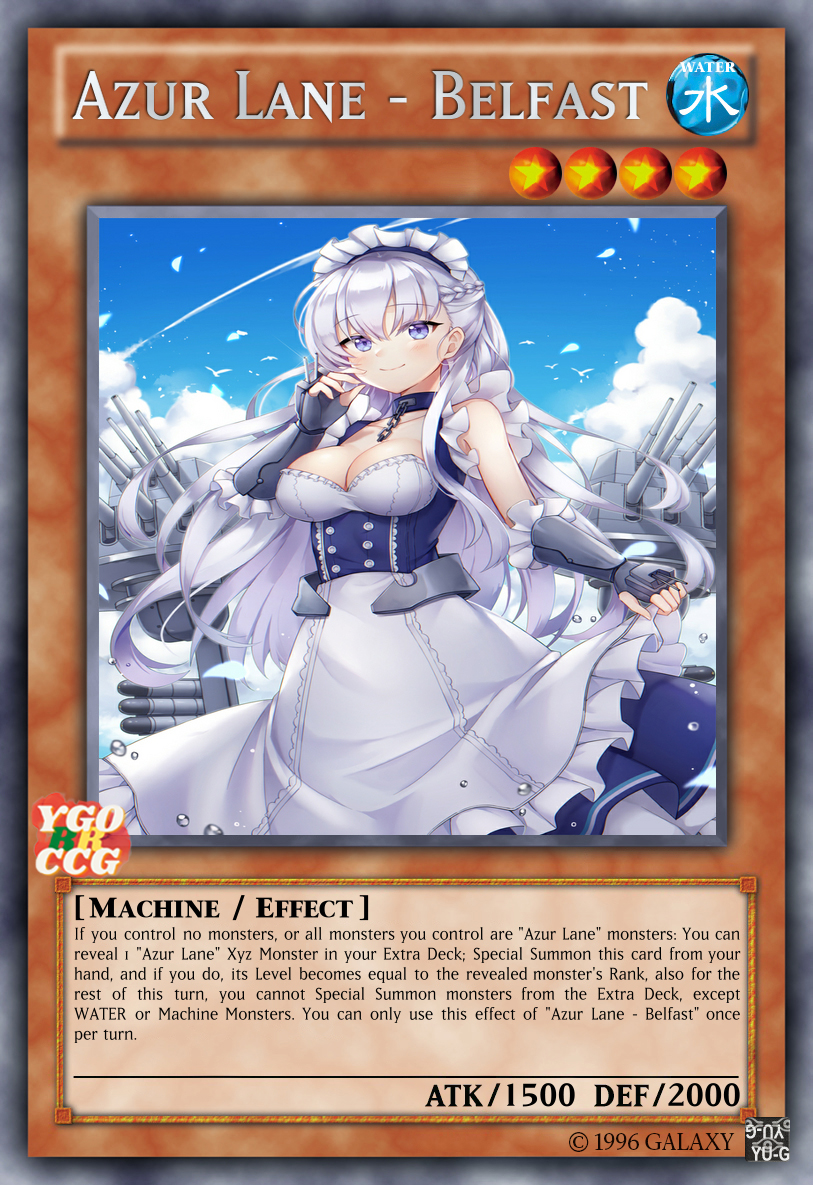 Azur Lane - Belfast
WATER
水
YGO
BR
CCG
[ Machine / Effect ]
If you control no monsters, or all monsters you control are "Azur Lane" monsters: You can
reveal 1 "Azur Lane" Xyz Monster in your Extra Deck; Special Summon this card from your
hand, and if you do, its Level becomes equal to the revealed monster's Rank, also for the
rest of this turn, you cannot Special Summon monsters from the Extra Deck, except
WATER or Machine Monsters. You can only use this effect of "Azur Lane - Belfast" once
per turn.
ATK/1500 DEF/2000
© 1996 GALAXY
YU-G
YU-G